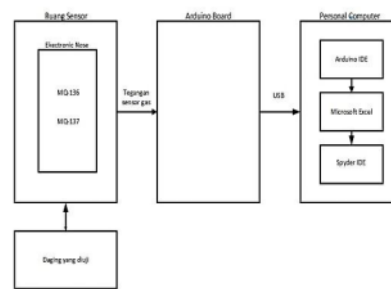 Ruang Sensor
Electronic Nose
MQ-136
MQ-137
Tegangan
sensor gas
Arduino Board
USB
Personal Computer
Arduino IDE
Microsoft Excel
Spyder IDE
Daging yang diuji